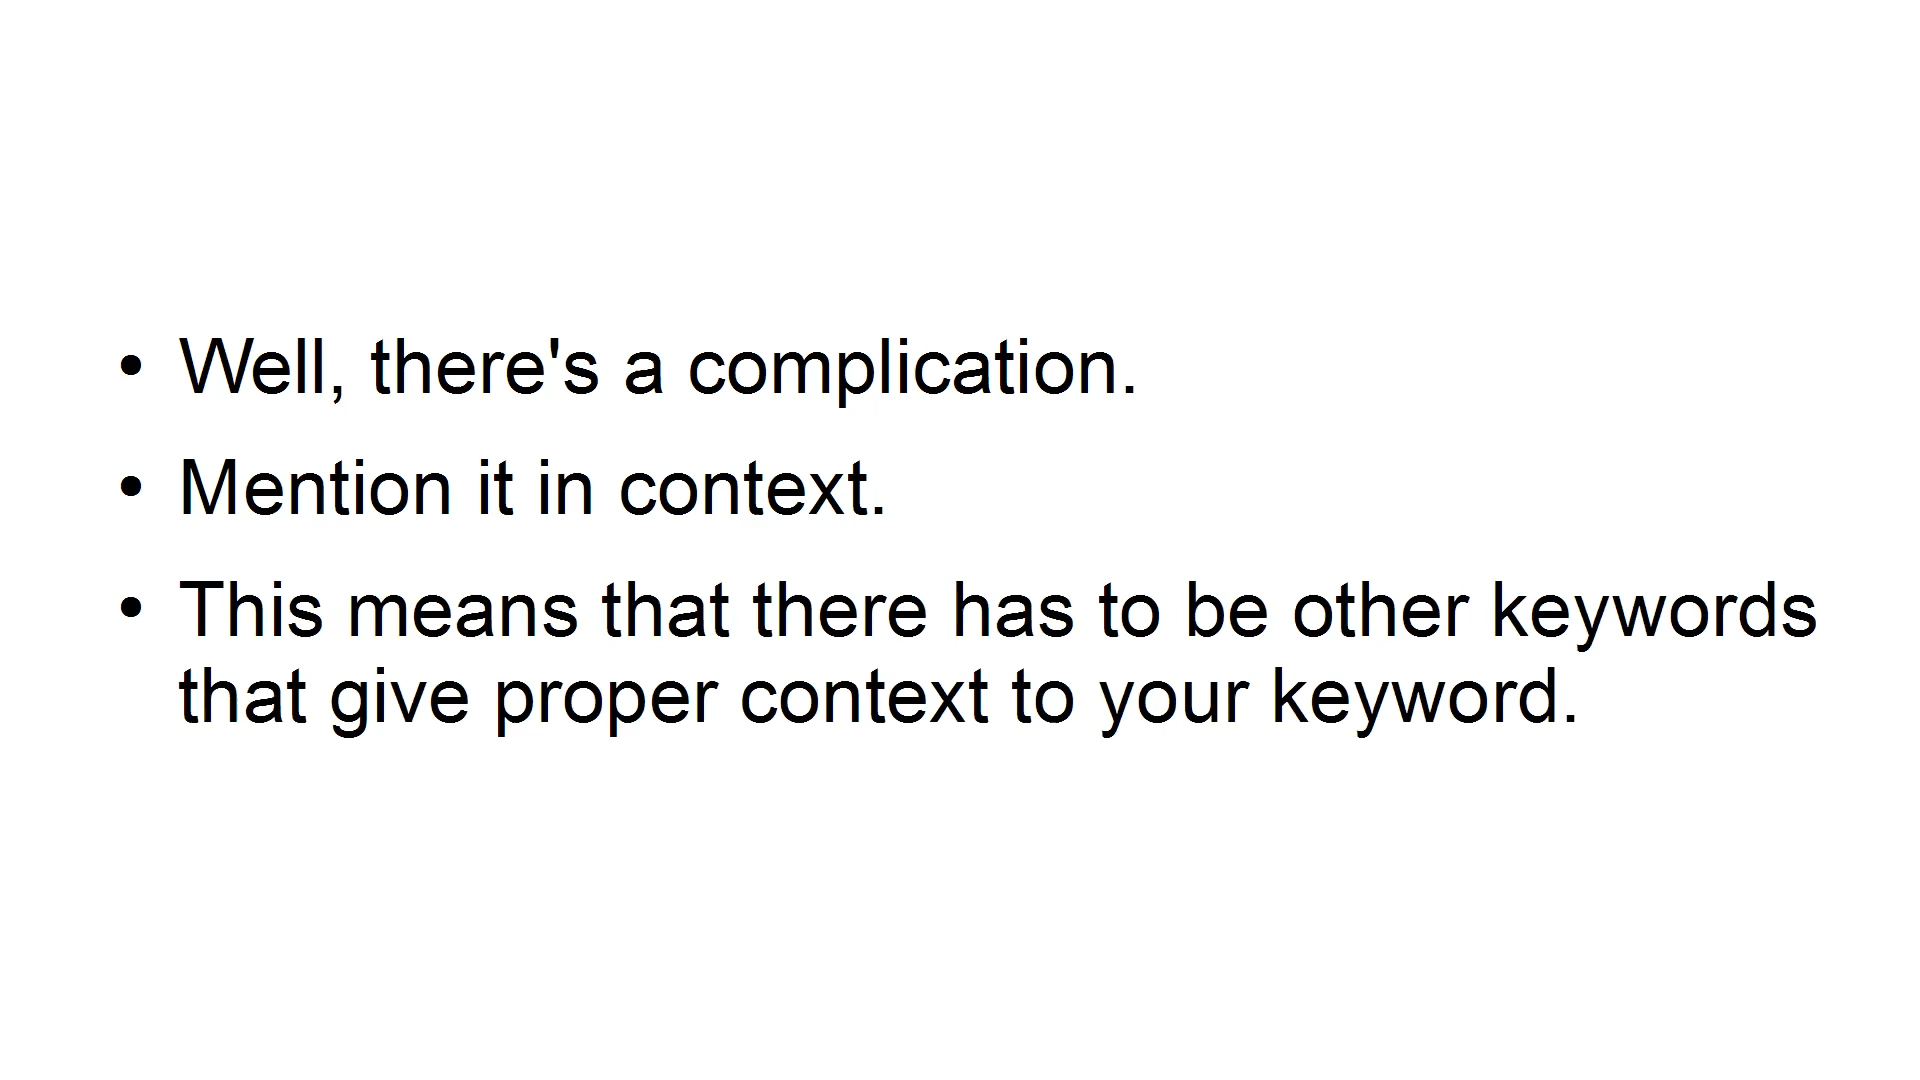 • Well, there's a complication.
• Mention it in context.
• This means that there has to be other keywords
that give proper context to your keyword.